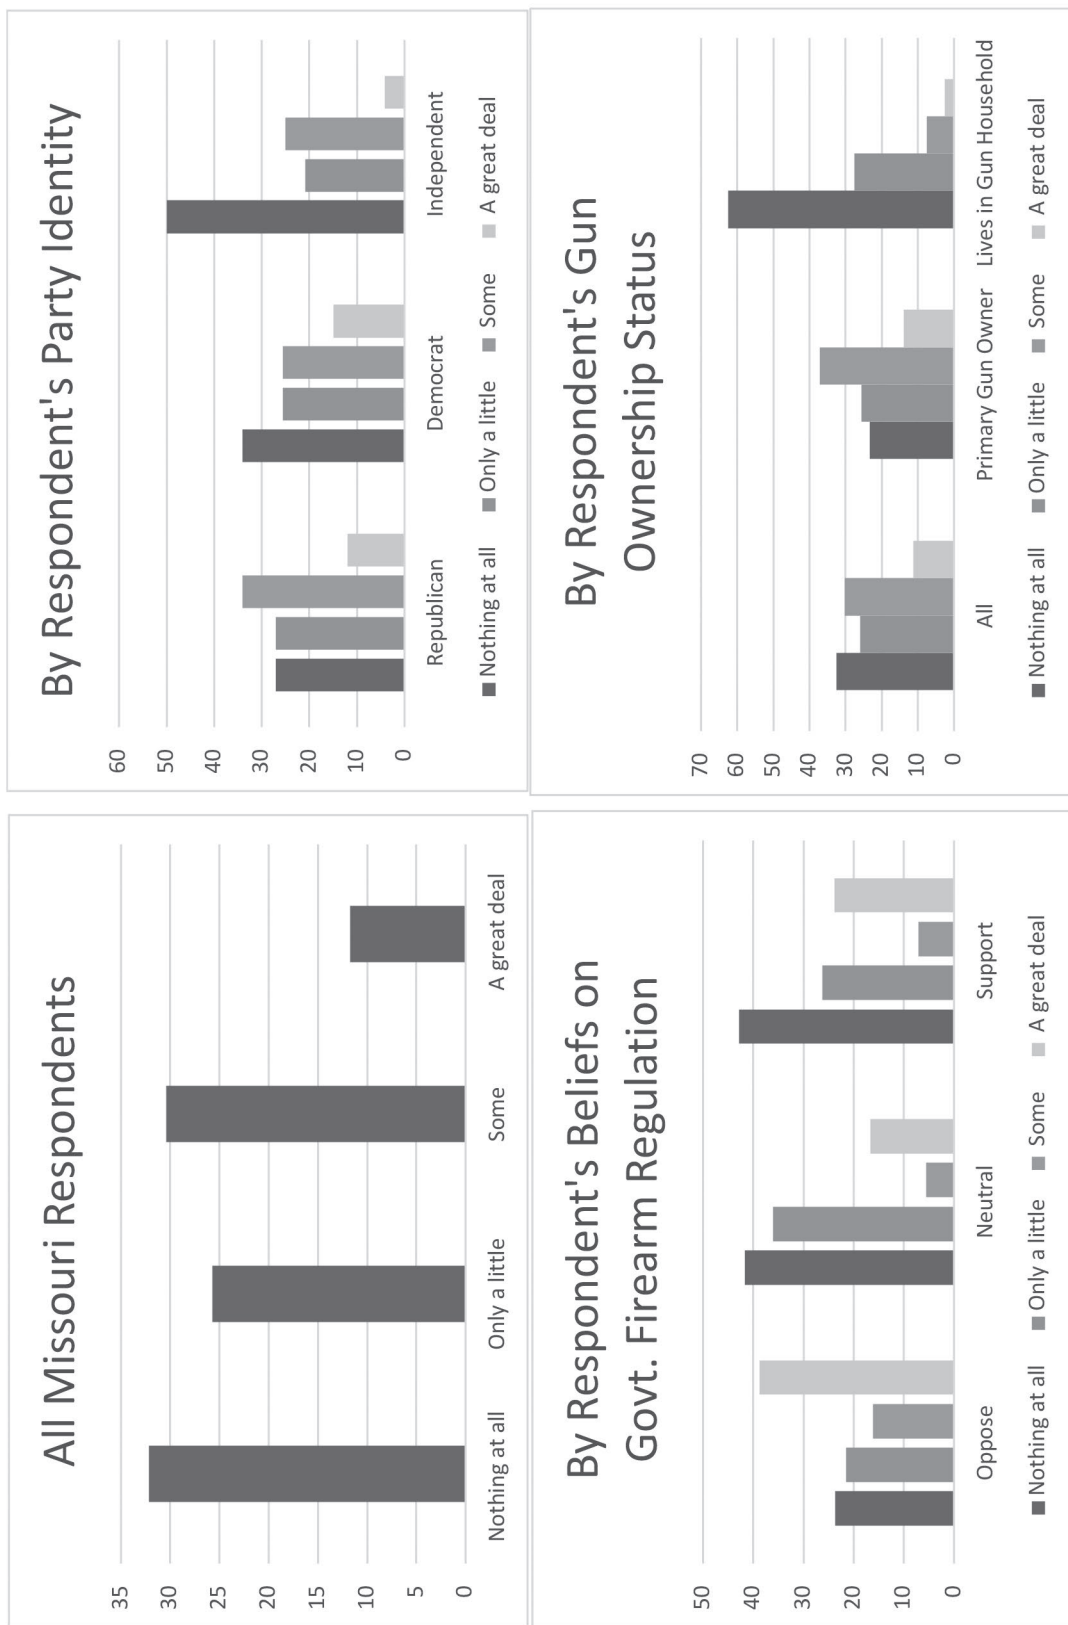 All Missouri Respondents
35
30
25
20
15
10
5
0
Nothing at all Only a little Some A great deal
By Respondent's Party Identity
60
50
40
30
20
10
0
Republican Democrat Independent
Nothing at all Only a little Some A great deal
By Respondent's Beliefs on
Govt. Firearm Regulation
50
40
30
20
10
0
Oppose Neutral Support
Nothing at all Only a little Some A great deal
By Respondent's Gun
Ownership Status
70
60
50
40
30
20
10
0
All Primary Gun Owner Lives in Gun Household
Nothing at all Only a little Some A great deal